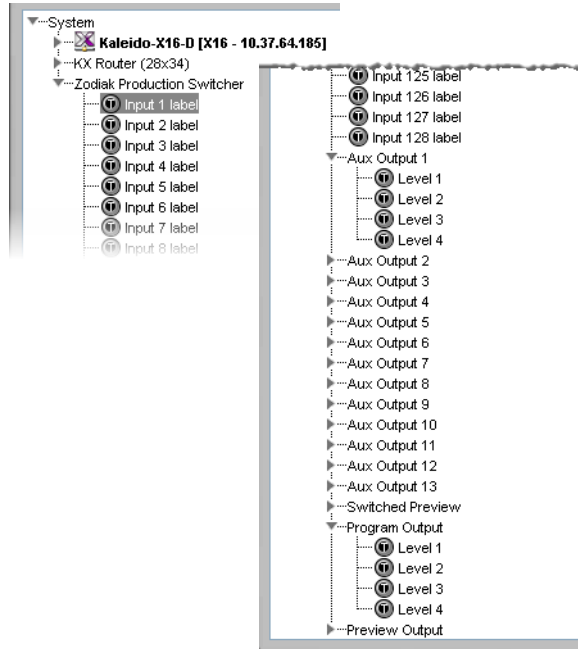 System
Kaleido-X16-D [X16 - 10.37.64.185]
KX Router (28x34)
Zodiak Production Switcher
Input 1 label
Input 2 label
Input 3 label
Input 4 label
Input 5 label
Input 6 label
Input 7 label
Input 8 label
Input 125 label
Input 126 label
Input 127 label
Input 128 label
Aux Output 1
Level 1
Level 2
Level 3
Level 4
Aux Output 2
Aux Output 3
Aux Output 4
Aux Output 5
Aux Output 6
Aux Output 7
Aux Output 8
Aux Output 9
Aux Output 10
Aux Output 11
Aux Output 12
Aux Output 13
Switched Preview
Program Output
Level 1
Level 2
Level 3
Level 4
Preview Output